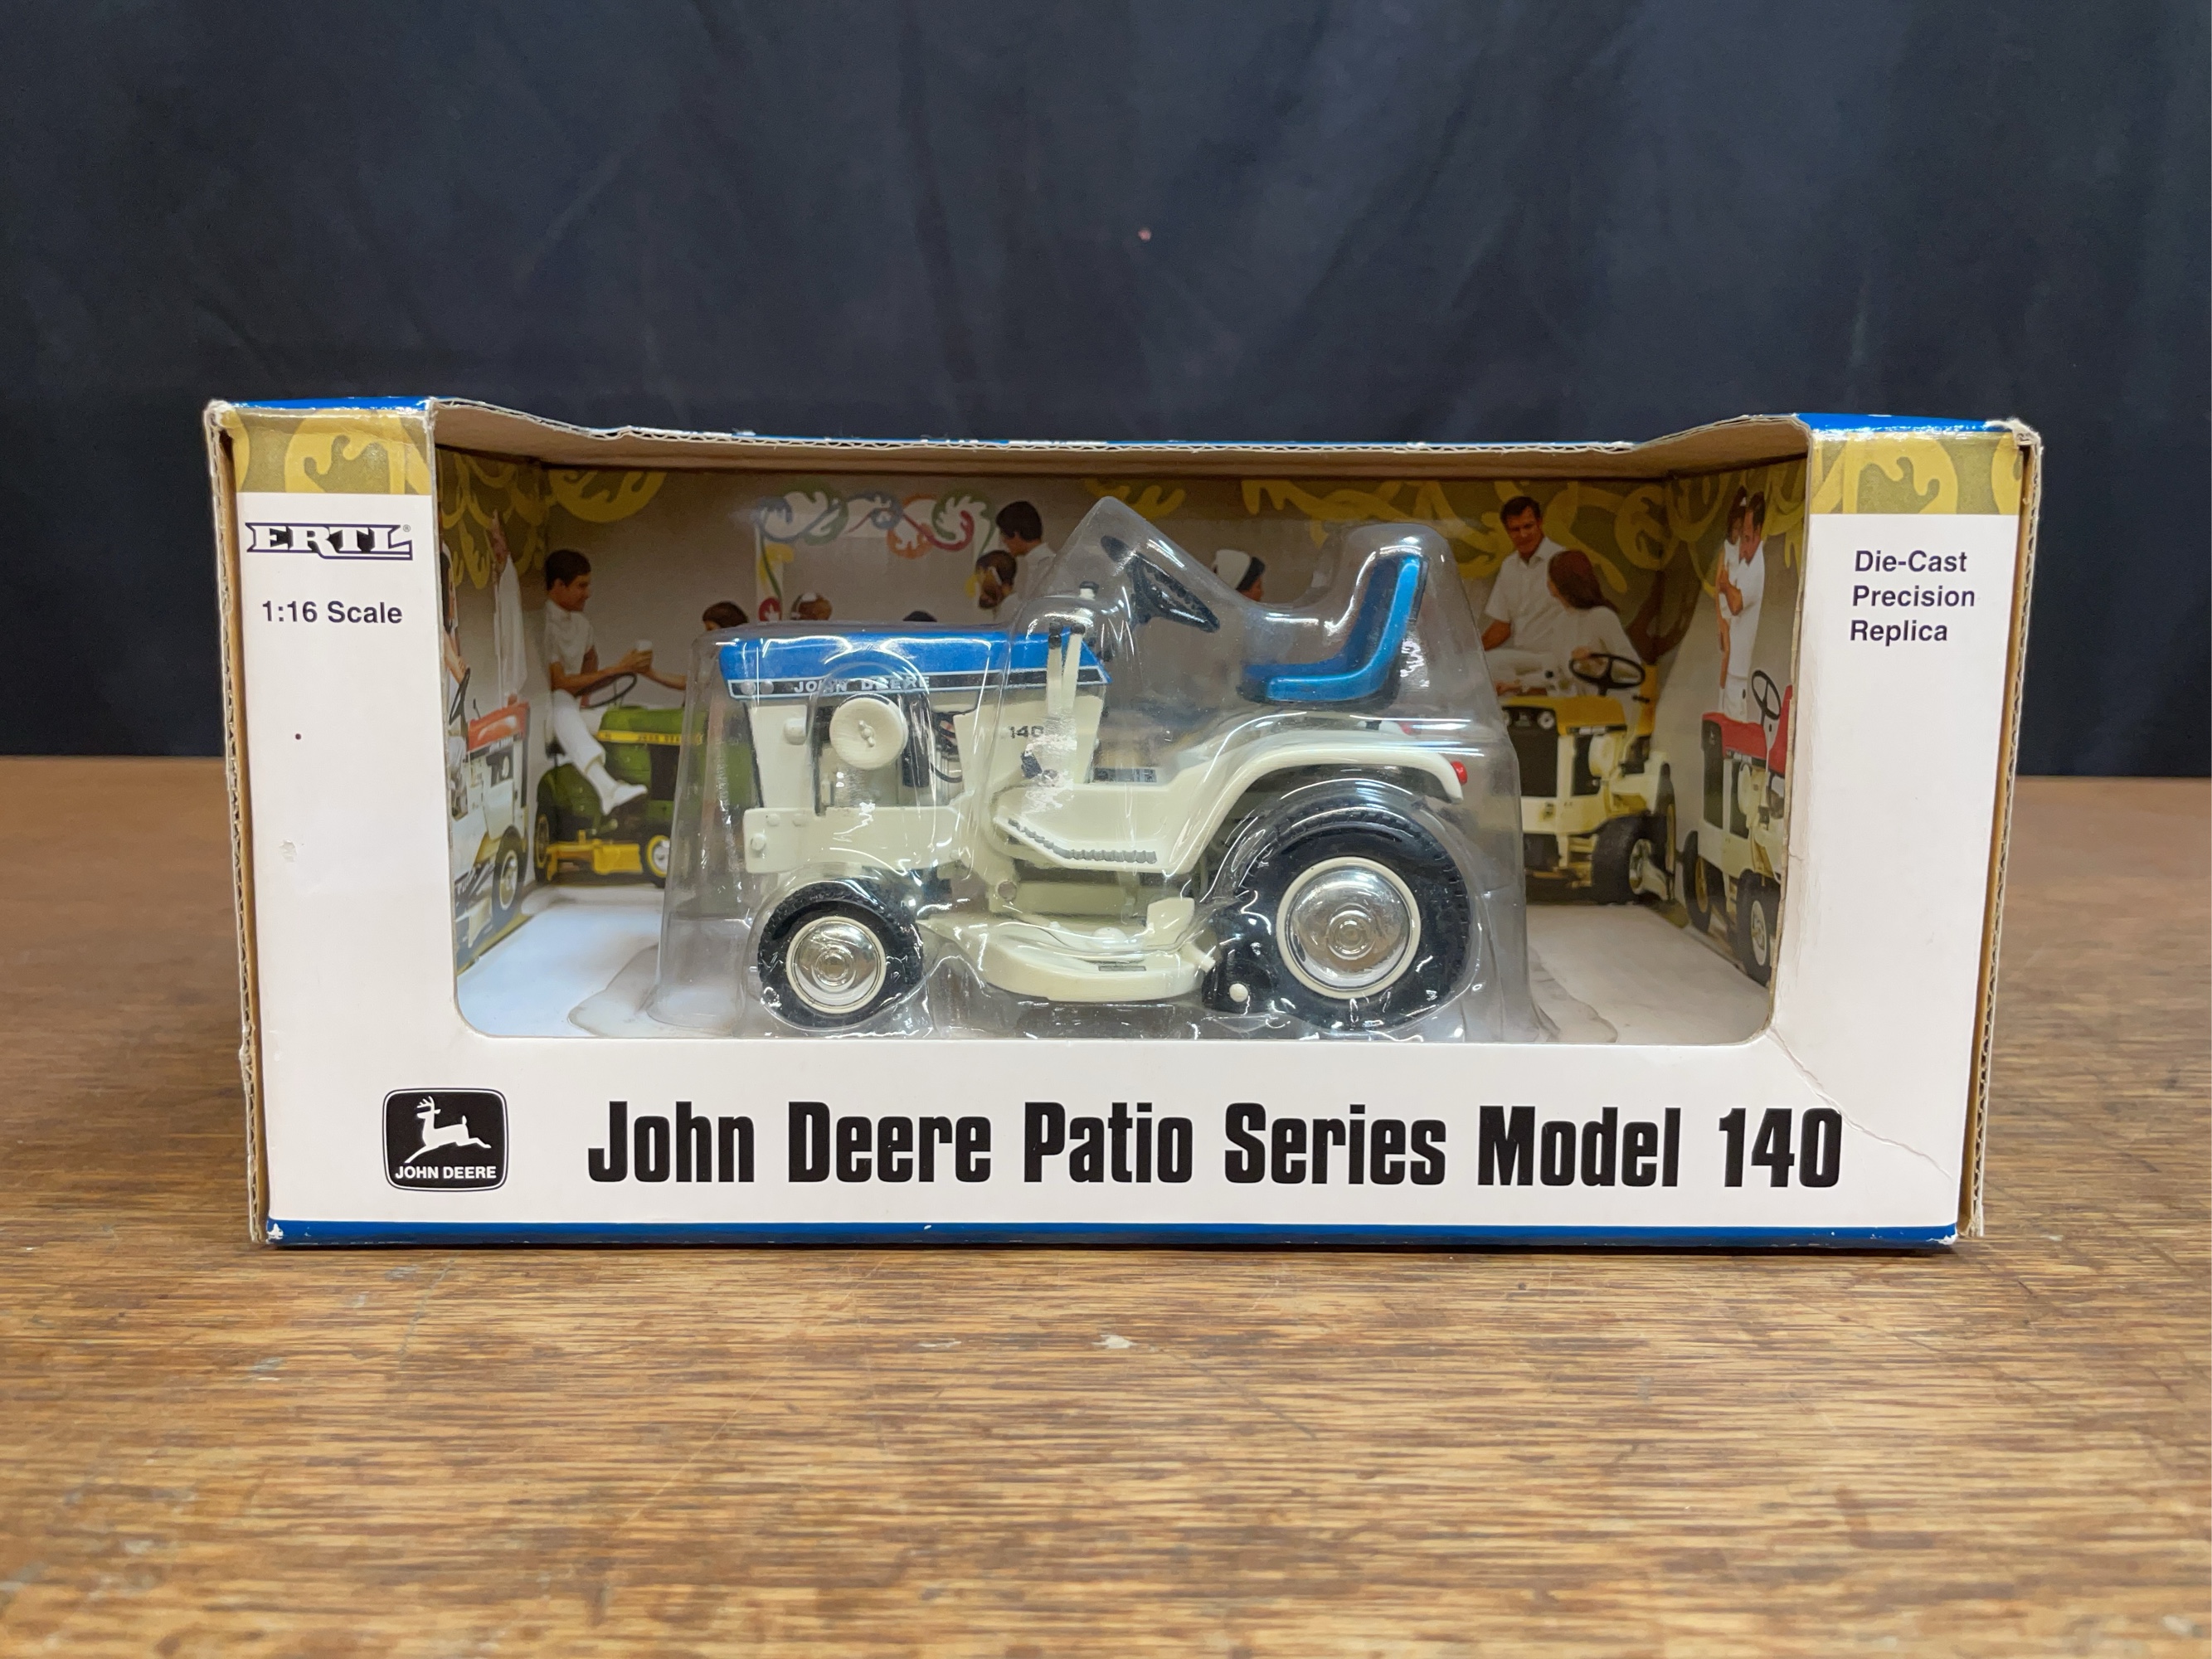 ERTL®
1:16 Scale
Die-Cast
Precision
Replica
JOHN DEERE
140
JOHN DEERE
John Deere Patio Series Model 140